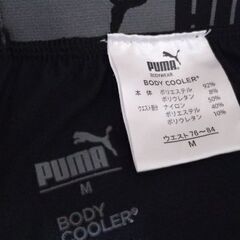 PUMA
BODYWEAR
BODY COOLER®
本体 ポリエステル 92%
ポリウレタン 8%
ウエスト部分 ナイロン 50%
ポリエステル 40%
ポリウレタン 10%
ウエスト 76~84
M
PUMA
M
BODY
COOLER®